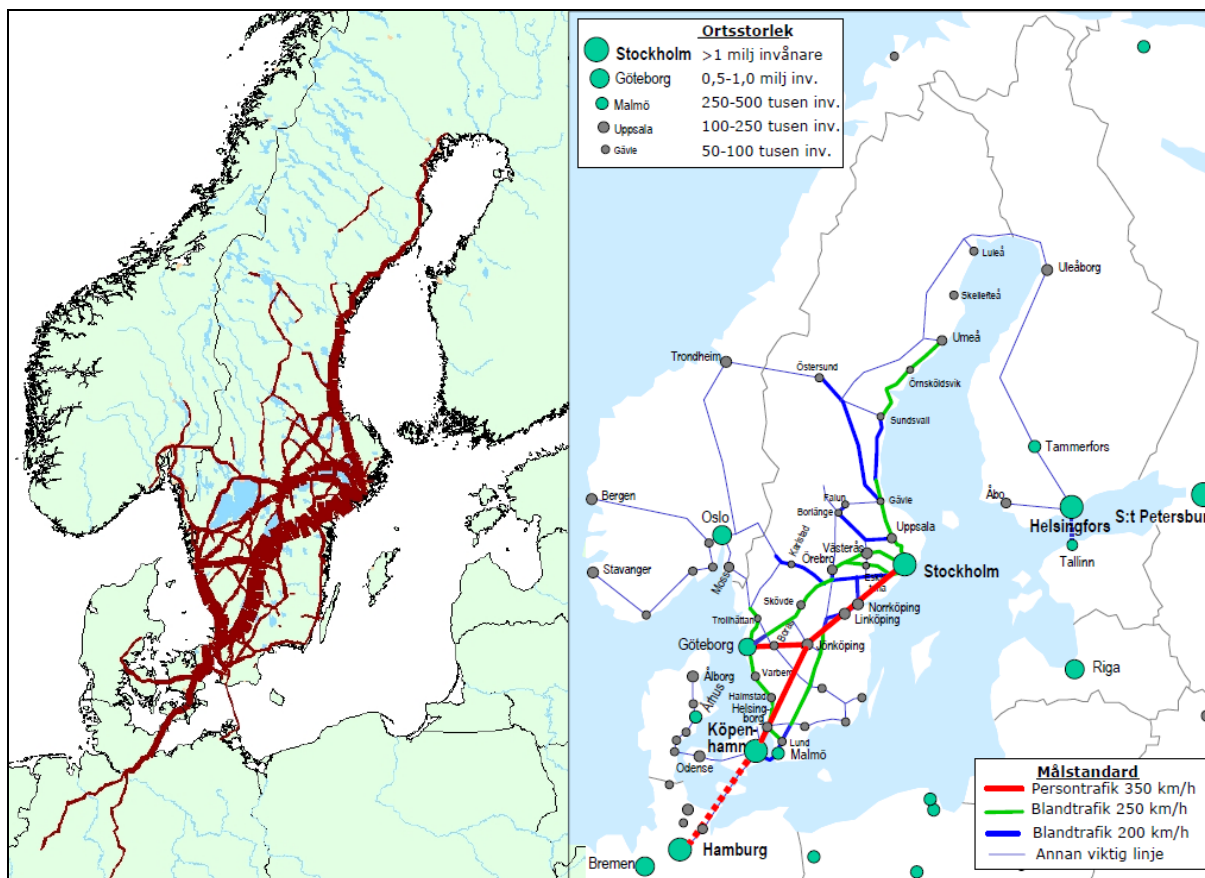 Ortsstorlek
Stockholm >1 milj invånare
Göteborg 0,5-1,0 milj inv.
Malmö 250-500 tusen inv.
Uppsala 100-250 tusen inv.
Gävle 50-100 tusen inv.
Luleå
Uleåborg
Skellefteå
Umeå
Trondheim
Östersund
Örnsköldsvik
Sundsvall
Tammerfors
Bergen
Falun
Gävle
Åbo
Borlänge
Helsingfors
S:t Petersbur
Oslo
Uppsala
Karlstad
Västerås
Örebro
Tallinn
Stavanger
Moss
Stockholm
Skövde
Norrköping
Trollhättan
Linköping
Borås
Göteborg
Jönköping
Riga
Ålborg
Varberg
Århus
Halmstad
Helsing-
borg
Köpen-
hamn
Lund
Malmö
Odense
Målstandard
Persontrafik 350 km/h
Blandtrafik 250 km/h
Blandtrafik 200 km/h
Annan viktig linje
Hamburg
Bremen